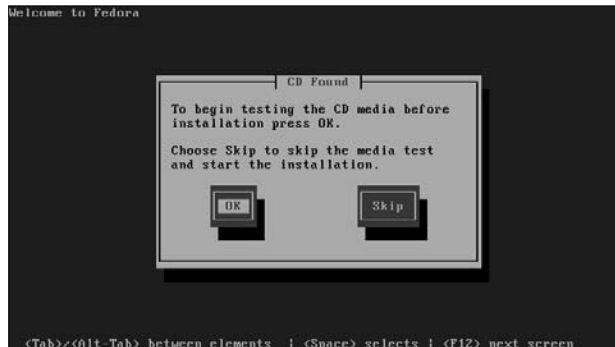 Welcome to Fedora
CD Found
To begin testing the CD media before
installation press OK.
Choose Skip to skip the media test
and start the installation.
OK
Skip
<Tab>/<Alt-Tab> between elements | <Space> selects | <F12> next screen